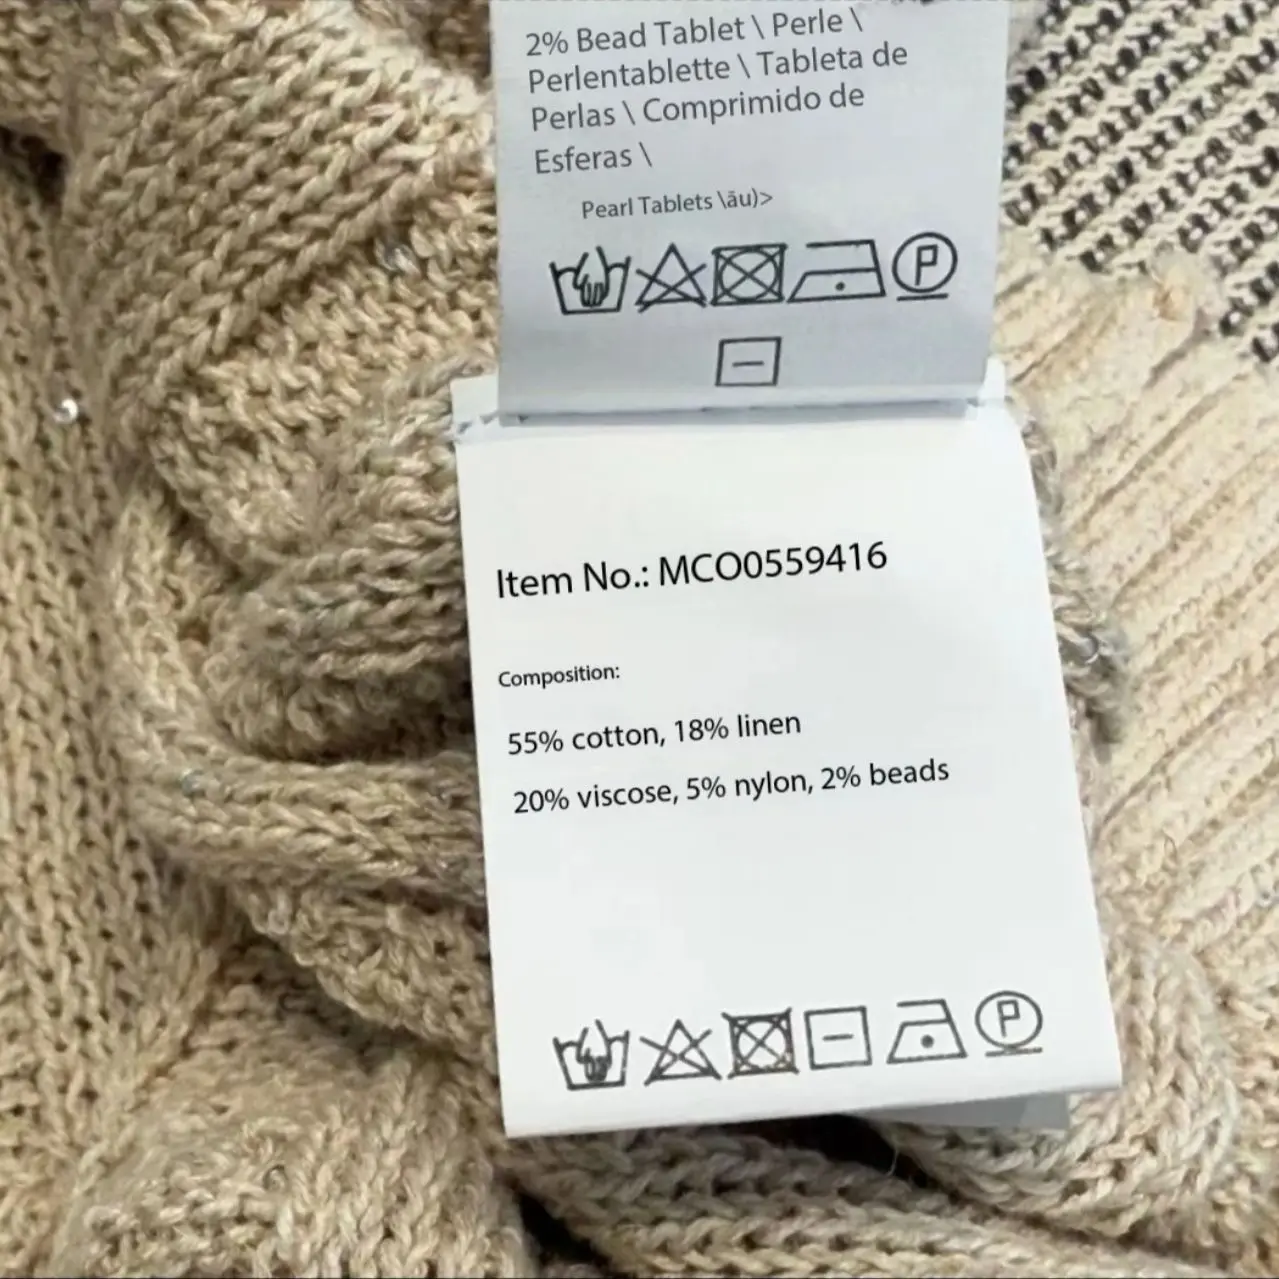 2% Bead Tablet \ Perle \
Perlentablette \ Tableta de
Perlas \ Comprimido de
Esferas \
Pearl Tablets \ãu)>
P
Item No.: MCO0559416
Composition:
55% cotton, 18% linen
20% viscose, 5% nylon, 2% beads
P